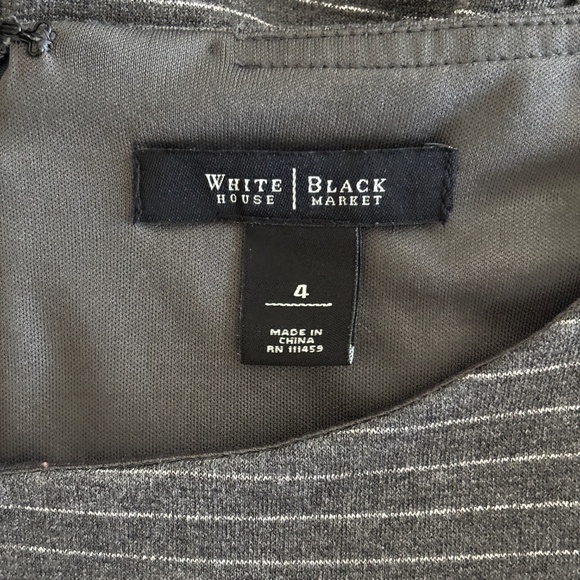 WHITE | BLACK
HOUSE | MARKET
4
MADE IN
CHINA
RN 111459